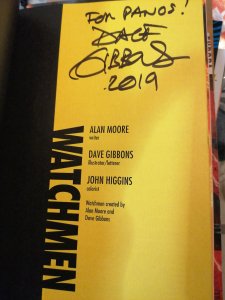 FOR PANOS!
DAVE
GIBBONS
2019
WATCHMEN
ALAN MOORE
writer
DAVE GIBBONS
illustrator/letterer
JOHN HIGGINS
colorist
Watchmen created by
Alan Moore and
Dave Gibbons